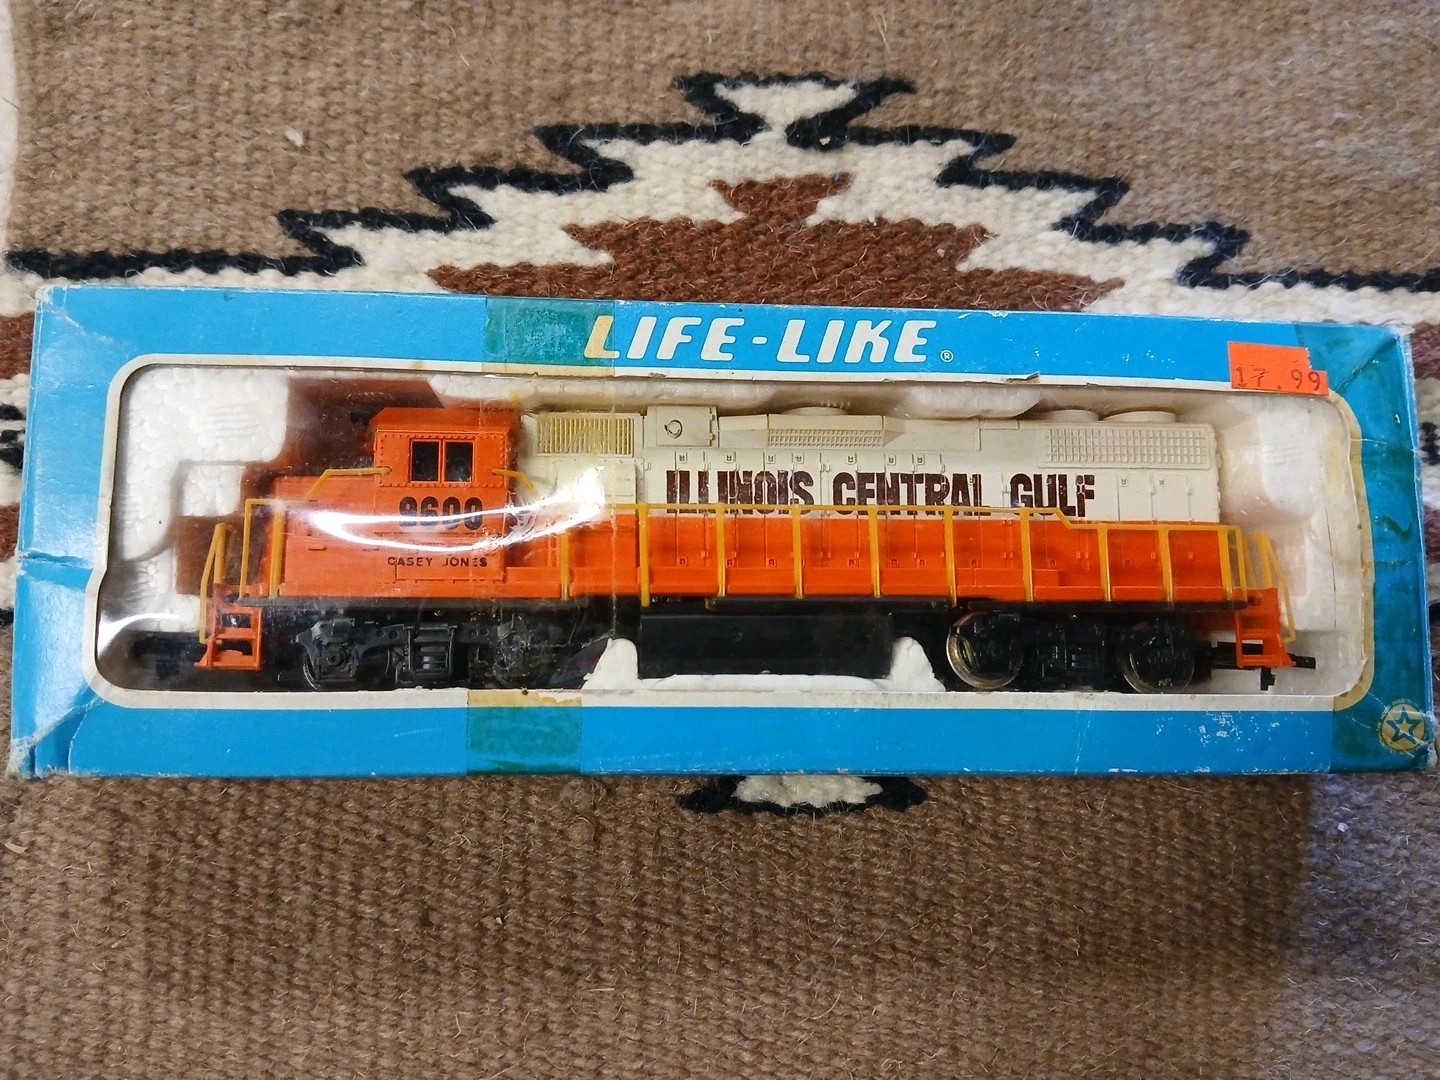 LIFE-LIKE®
17.99
ILLINOIS CENTRAL GULF
9600
CASEY JONES